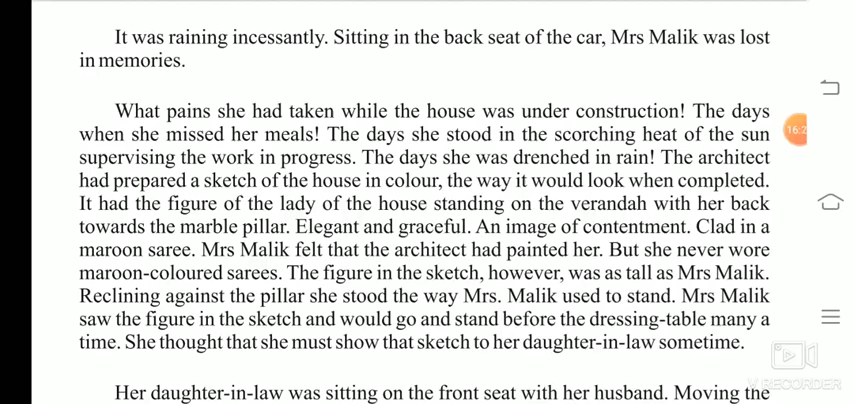 It was raining incessantly. Sitting in the back seat of the car, Mrs Malik was lost
in memories.
What pains she had taken while the house was under construction! The days
when she missed her meals! The days she stood in the scorching heat of the sun
supervising the work in progress. The days she was drenched in rain! The architect
had prepared a sketch of the house in colour, the way it would look when completed.
It had the figure of the lady of the house standing on the verandah with her back
towards the marble pillar. Elegant and graceful. An image of contentment. Clad in a
maroon saree. Mrs Malik felt that the architect had painted her. But she never wore
maroon-coloured sarees. The figure in the sketch, however, was as tall as Mrs Malik.
Reclining against the pillar she stood the way Mrs. Malik used to stand. Mrs Malik
saw the figure in the sketch and would go and stand before the dressing-table many a
time. She thought that she must show that sketch to her daughter-in-law sometime.
Her daughter-in-law was sitting on the front seat with her husband. Moving the
16:2
V RECORDER